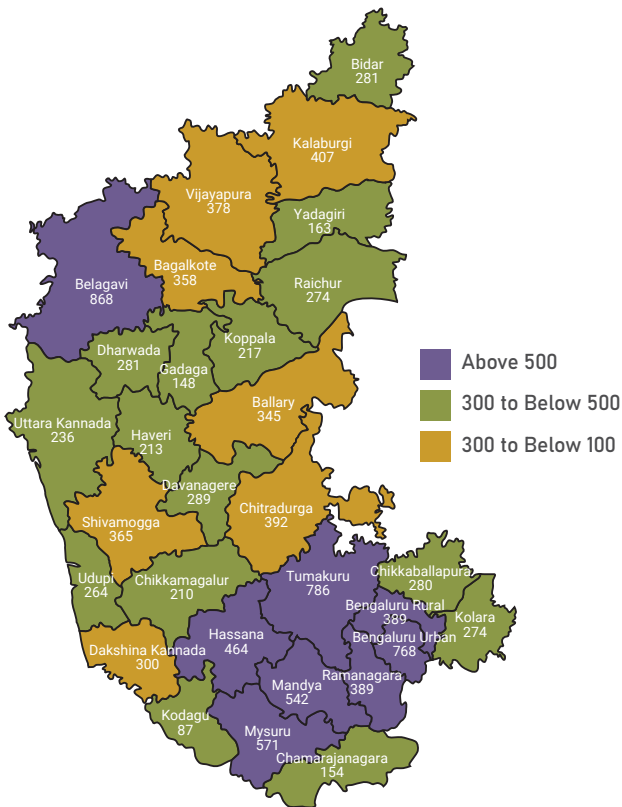 Bidar
281
Kalaburgi
407
Vijayapura
378
Yadagiri
163
Bagalkote
358
Raichur
274
Belagavi
868
Koppala
217
Dharwada
281
Gadaga
148
Above 500
300 to Below 500
300 to Below 100
Ballary
345
Uttara Kannada
236
Haveri
213
Davanagere
289
Chitradurga
392
Shivamogga
365
Udupi
264
Chikkamagalur
210
Tumakuru
786
Chikkaballapura
280
Bengaluru Rural
389
Kolara
274
Bengaluru Urban
768
Hassana
464
Dakshina Kannada
300
Ramanagara
389
Mandya
542
Kodagu
87
Mysuru
571
Chamarajanagara
154